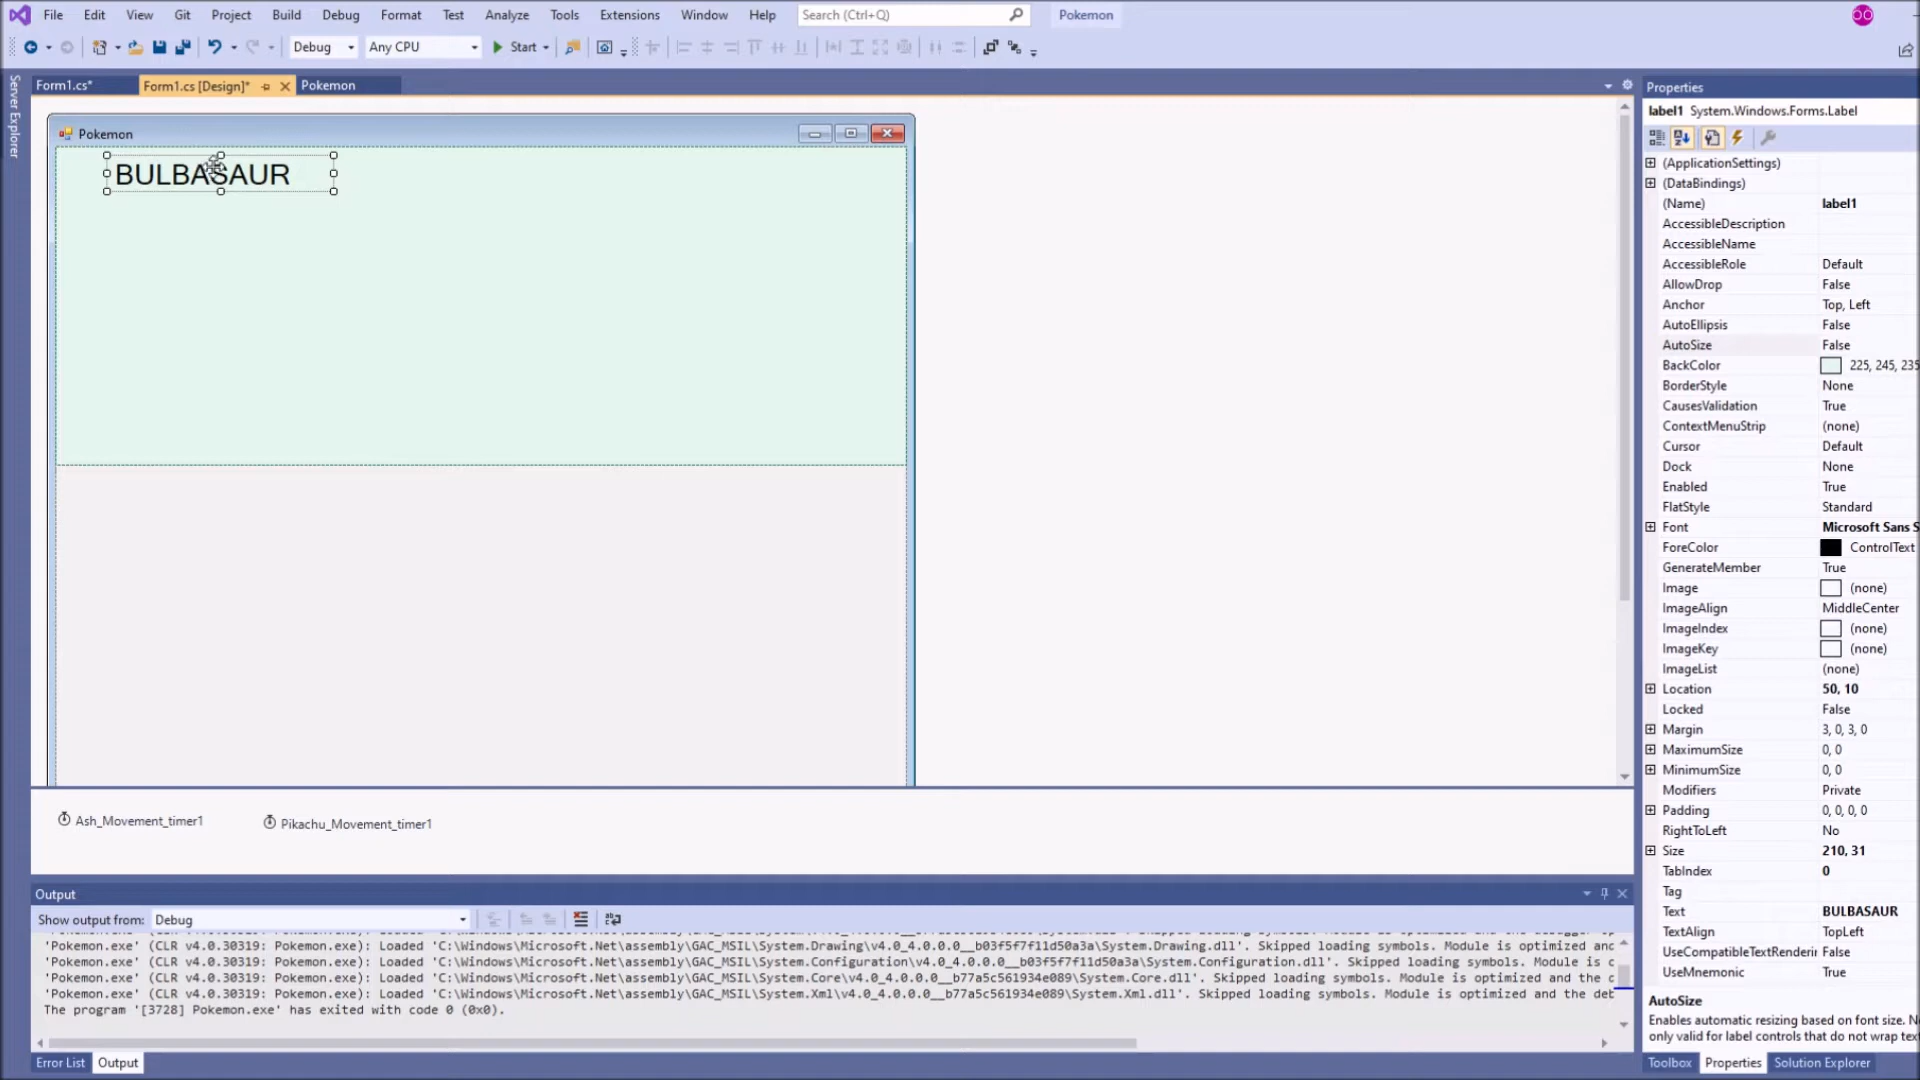 File Edit View Git Project Build Debug Format Test Analyze Tools Extensions Window Help Search (Ctrl+Q) Pokemon
Debug Any CPU Start
Server Explorer
Form1.cs* Form1.cs [Design]* Pokemon
Pokemon
BULBASAUR
Ash_Movement_timer1 Pikachu_Movement_timer1
Output
Show output from: Debug
'Pokemon.exe' (CLR v4.0.30319: Pokemon.exe): Loaded 'C:\Windows\Microsoft.Net\assembly\GAC_MSIL\System.Drawing\v4.0_4.0.0.0__b03f5f7f11d50a3a\System.Drawing.dll'. Skipped loading symbols. Module is optimized anc
'Pokemon.exe' (CLR v4.0.30319: Pokemon.exe): Loaded 'C:\Windows\Microsoft.Net\assembly\GAC_MSIL\System.Configuration\v4.0_4.0.0.0__b03f5f7f11d50a3a\System.Configuration.dll'. Skipped loading symbols. Module is c
'Pokemon.exe' (CLR v4.0.30319: Pokemon.exe): Loaded 'C:\Windows\Microsoft.Net\assembly\GAC_MSIL\System.Core\v4.0_4.0.0.0__b77a5c561934e089\System.Core.dll'. Skipped loading symbols. Module is optimized and the c
'Pokemon.exe' (CLR v4.0.30319: Pokemon.exe): Loaded 'C:\Windows\Microsoft.Net\assembly\GAC_MSIL\System.Xml\v4.0_4.0.0.0__b77a5c561934e089\System.Xml.dll'. Skipped loading symbols. Module is optimized and the det
The program '[3728] Pokemon.exe' has exited with code 0 (0x0).
Error List Output
Properties
label1 System.Windows.Forms.Label
(ApplicationSettings)
(DataBindings)
(Name) label1
AccessibleDescription
AccessibleName
AccessibleRole Default
AllowDrop False
Anchor Top, Left
AutoEllipsis False
AutoSize False
BackColor 225, 245, 235
BorderStyle None
CausesValidation True
ContextMenuStrip (none)
Cursor Default
Dock None
Enabled True
FlatStyle Standard
Font Microsoft Sans S
ForeColor ControlText
GenerateMember True
Image (none)
ImageAlign MiddleCenter
ImageIndex (none)
ImageKey (none)
ImageList (none)
Location 50, 10
Locked False
Margin 3, 0, 3, 0
MaximumSize 0, 0
MinimumSize 0, 0
Modifiers Private
Padding 0, 0, 0, 0
RightToLeft No
Size 210, 31
TabIndex 0
Tag
Text BULBASAUR
TextAlign TopLeft
UseCompatibleTextRenderir False
UseMnemonic True
AutoSize
Enables automatic resizing based on font size. No
only valid for label controls that do not wrap text
Toolbox Properties Solution Explorer